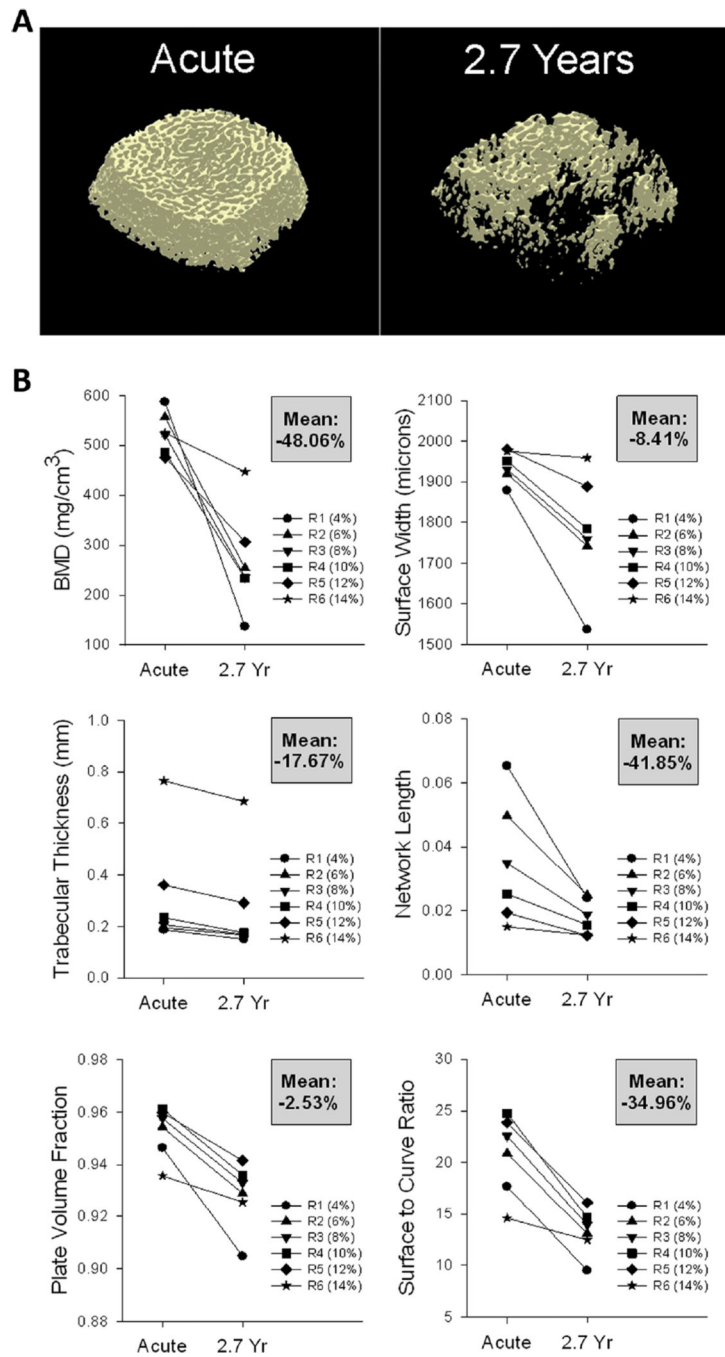 A
Acute
2.7 Years
B
600
500
400
300
200
100
BMD (mg/cm³)
Mean:
-48.06%
R1 (4%)
R2 (6%)
R3 (8%)
R4 (10%)
R5 (12%)
R6 (14%)
Acute
2.7 Yr
2100
2000
1900
1800
1700
1600
1500
Surface Width (microns)
Mean:
-8.41%
R1 (4%)
R2 (6%)
R3 (8%)
R4 (10%)
R5 (12%)
R6 (14%)
Acute
2.7 Yr
1.0
0.8
0.6
0.4
0.2
0.0
Trabecular Thickness (mm)
Mean:
-17.67%
R1 (4%)
R2 (6%)
R3 (8%)
R4 (10%)
R5 (12%)
R6 (14%)
Acute
2.7 Yr
0.08
0.06
0.04
0.02
0.00
Network Length
Mean:
-41.85%
R1 (4%)
R2 (6%)
R3 (8%)
R4 (10%)
R5 (12%)
R6 (14%)
Acute
2.7 Yr
0.98
0.96
0.94
0.92
0.90
0.88
Plate Volume Fraction
Mean:
-2.53%
R1 (4%)
R2 (6%)
R3 (8%)
R4 (10%)
R5 (12%)
R6 (14%)
Acute
2.7 Yr
30
25
20
15
10
5
Surface to Curve Ratio
Mean:
-34.96%
R1 (4%)
R2 (6%)
R3 (8%)
R4 (10%)
R5 (12%)
R6 (14%)
Acute
2.7 Yr